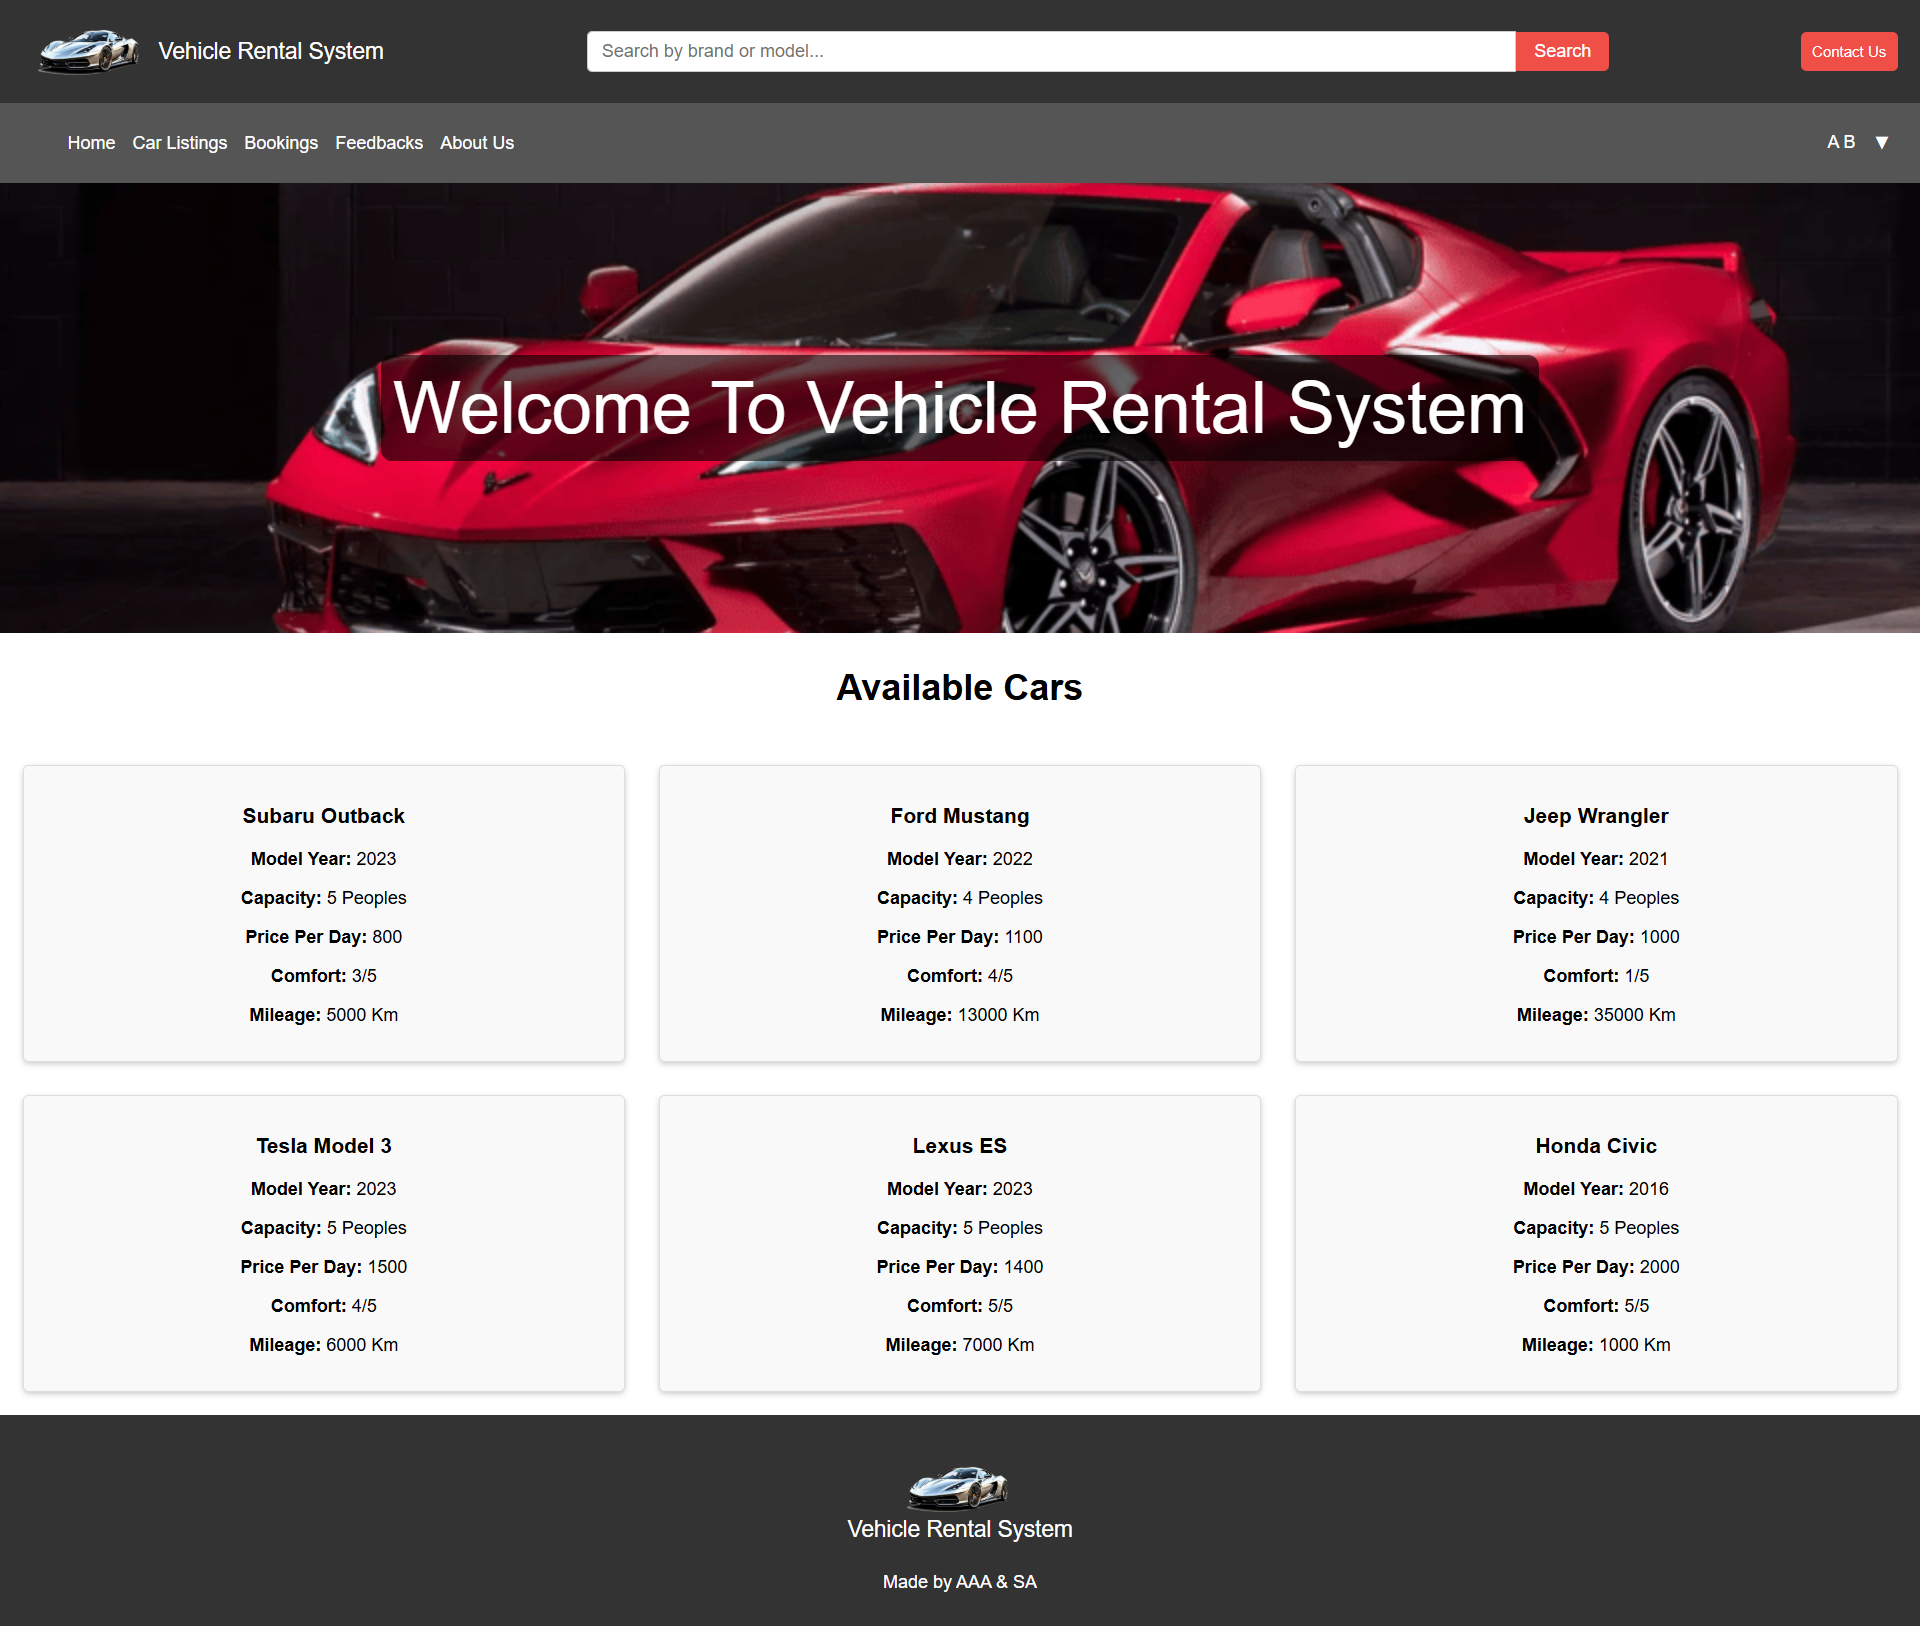 Vehicle Rental System
Search by brand or model...
Search
Contact Us
Home Car Listings Bookings Feedbacks About Us
A B ▼
Welcome To Vehicle Rental System
Available Cars
Subaru Outback
Model Year: 2023
Capacity: 5 Peoples
Price Per Day: 800
Comfort: 3/5
Mileage: 5000 Km
Ford Mustang
Model Year: 2022
Capacity: 4 Peoples
Price Per Day: 1100
Comfort: 4/5
Mileage: 13000 Km
Jeep Wrangler
Model Year: 2021
Capacity: 4 Peoples
Price Per Day: 1000
Comfort: 1/5
Mileage: 35000 Km
Tesla Model 3
Model Year: 2023
Capacity: 5 Peoples
Price Per Day: 1500
Comfort: 4/5
Mileage: 6000 Km
Lexus ES
Model Year: 2023
Capacity: 5 Peoples
Price Per Day: 1400
Comfort: 5/5
Mileage: 7000 Km
Honda Civic
Model Year: 2016
Capacity: 5 Peoples
Price Per Day: 2000
Comfort: 5/5
Mileage: 1000 Km
Vehicle Rental System
Made by AAA & SA